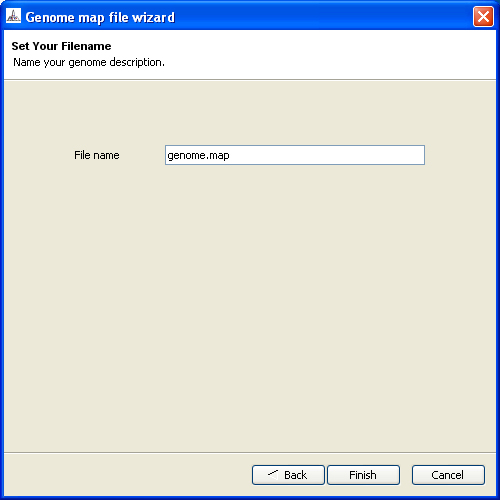 Genome map file wizard
Set Your Filename
Name your genome description.
File name genome.map
Back Finish Cancel